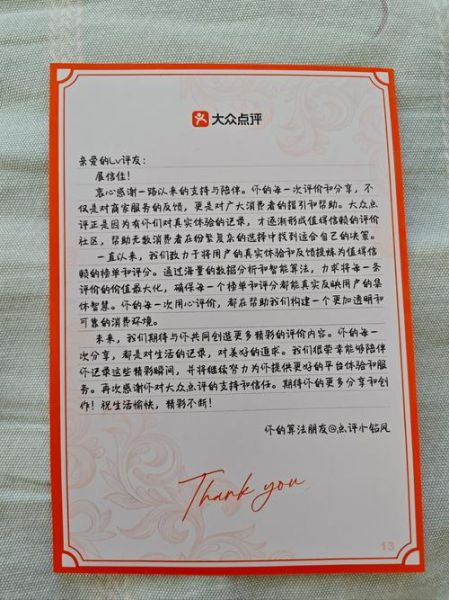 大众点评
亲爱的Lv评友：
展信佳！
衷心感谢一路以来的支持与陪伴。你的每一次评价和分享，不
仅是对商家服务的反馈，更是对广大消费者的指引和帮助。大众点
评正是因为有你们对真实体验的记录，才逐渐形成值得信赖的评价
社区，帮助无数消费者在纷繁复杂的选择中找到适合自己的决策。
一直以来，我们致力于将用户的真实体验和反馈提炼为值得信
赖的榜单和评分。通过海量的数据分析和智能算法，力求将每一条
评价的价值最大化，确保每一个榜单和评分都能真实反映用户的集
体智慧。你的每一次用心评价，都在帮助我们构建一个更加透明和
可靠的消费环境。
未来，我们期待与你共同创造更多精彩的评价内容。你的每一
次分享，都是对生活的记录，对美好的追求。我们很荣幸能够陪伴
你记录这些精彩瞬间，并将继续努力为你提供更好的平台体验和服
务。再次感谢你对大众点评的支持和信任。期待你的更多分享和创
作！祝生活愉快，精彩不断！
你的算法朋友@点评小铅风
Thank you
13